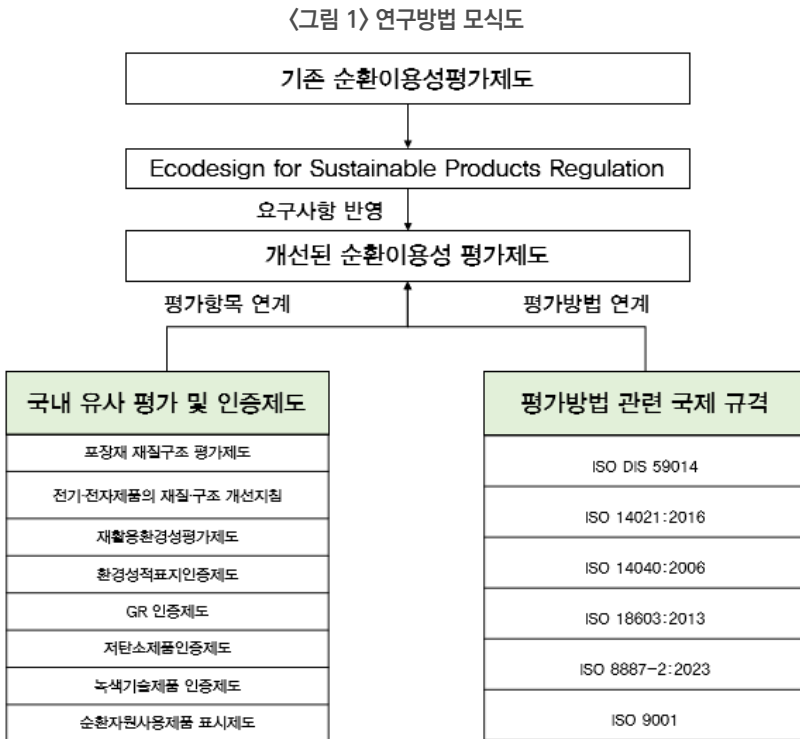 〈그림 1〉 연구방법 모식도
기존 순환이용성평가제도
Ecodesign for Sustainable Products Regulation
요구사항 반영
개선된 순환이용성 평가제도
평가항목 연계
평가방법 연계
국내 유사 평가 및 인증제도
포장재 재질구조 평가제도
전기·전자제품의 재질·구조 개선지침
재활용환경성평가제도
환경성적표지인증제도
GR 인증제도
저탄소제품인증제도
녹색기술제품 인증제도
순환자원사용제품 표시제도
평가방법 관련 국제 규격
ISO DIS 59014
ISO 14021:2016
ISO 14040:2006
ISO 18603:2013
ISO 8887-2:2023
ISO 9001